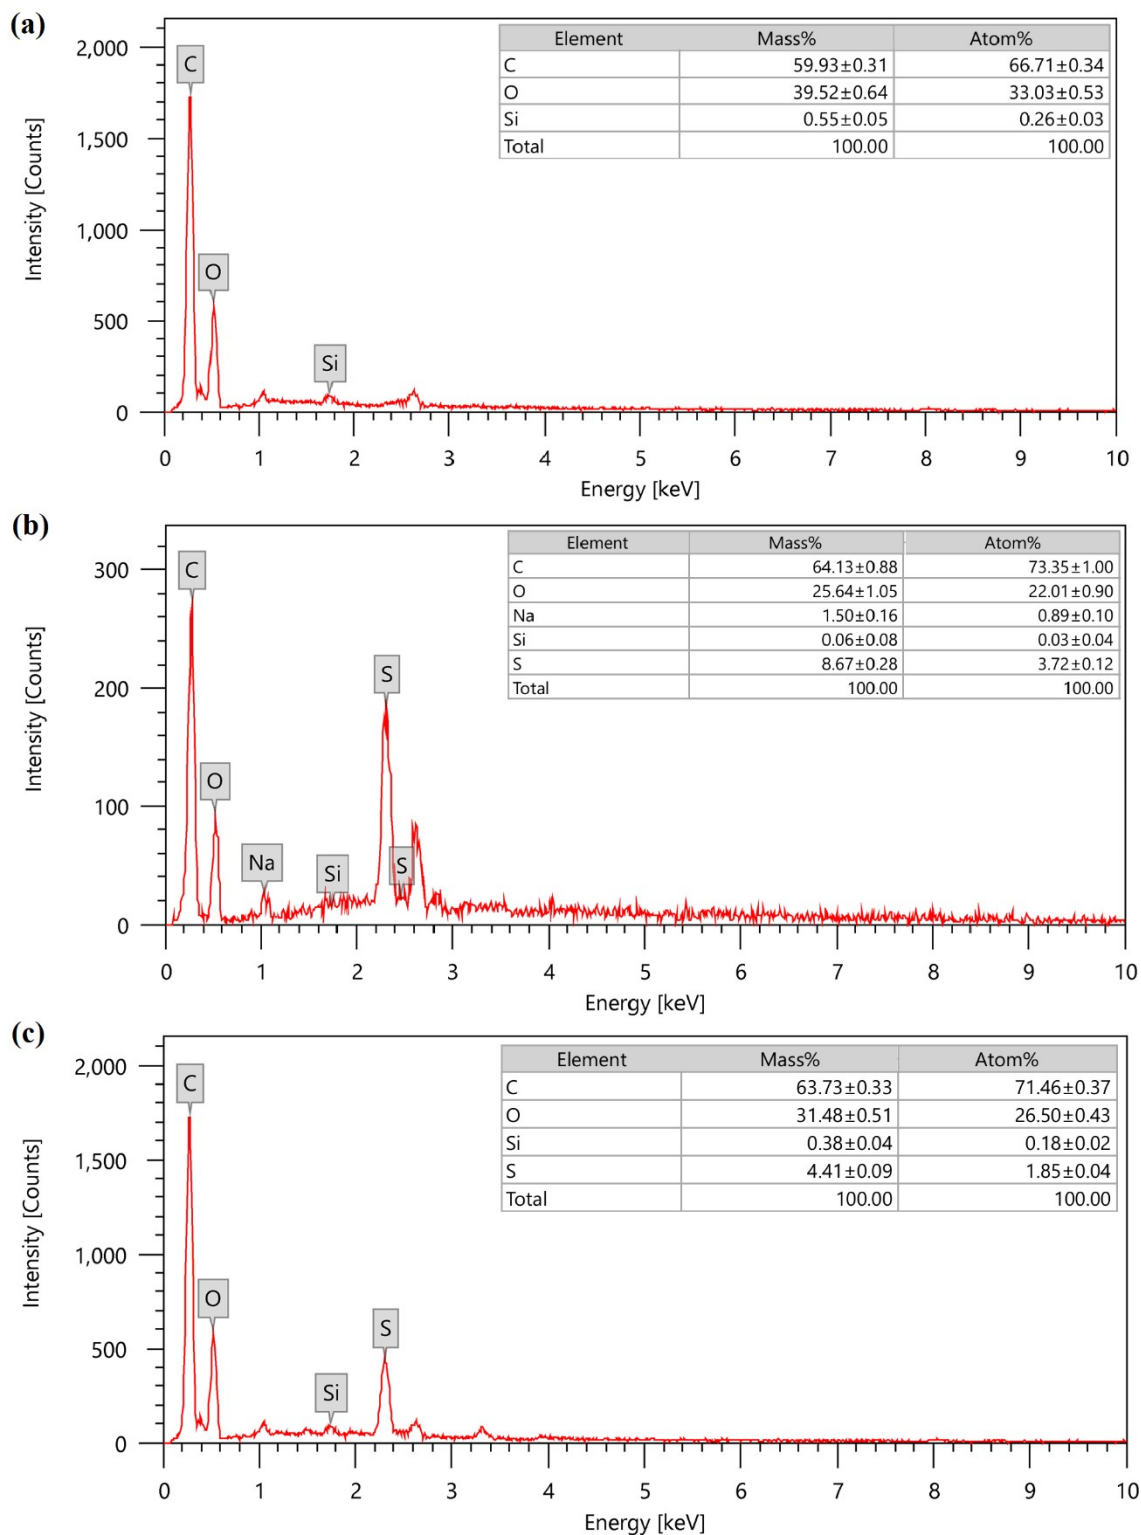 (a)
Intensity [Counts]
2,000
1,500
1,000
500
0
C
O
Si
Element Mass% Atom%
C 59.93±0.31 66.71±0.34
O 39.52±0.64 33.03±0.53
Si 0.55±0.05 0.26±0.03
Total 100.00 100.00
0 1 2 3 4 5 6 7 8 9 10
Energy [keV]
(b)
Intensity [Counts]
300
200
100
0
C
O
Na
Si
S
S
Element Mass% Atom%
C 64.13±0.88 73.35±1.00
O 25.64±1.05 22.01±0.90
Na 1.50±0.16 0.89±0.10
Si 0.06±0.08 0.03±0.04
S 8.67±0.28 3.72±0.12
Total 100.00 100.00
0 1 2 3 4 5 6 7 8 9 10
Energy [keV]
(c)
Intensity [Counts]
2,000
1,500
1,000
500
0
C
O
Si
S
Element Mass% Atom%
C 63.73±0.33 71.46±0.37
O 31.48±0.51 26.50±0.43
Si 0.38±0.04 0.18±0.02
S 4.41±0.09 1.85±0.04
Total 100.00 100.00
0 1 2 3 4 5 6 7 8 9 10
Energy [keV]